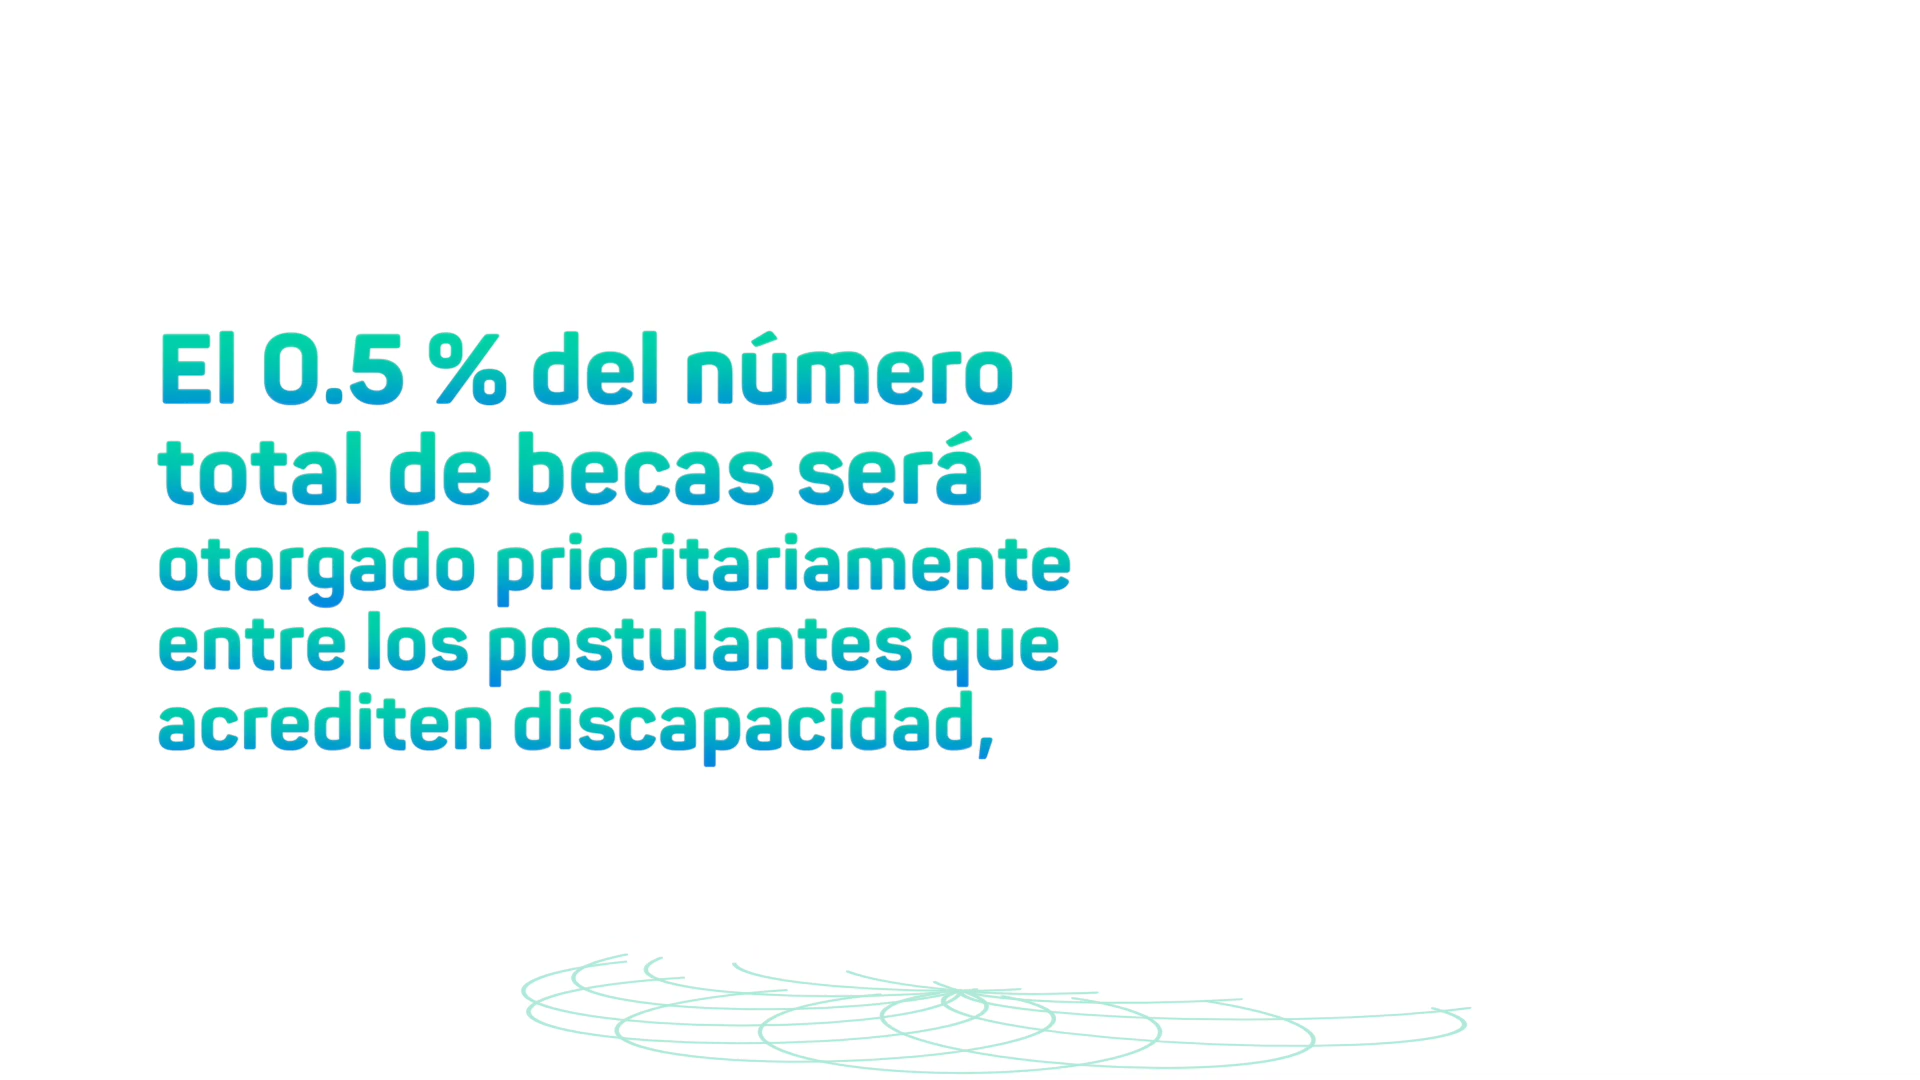 El 0.5 % del número
total de becas será
otorgado prioritariamente
entre los postulantes que
acrediten discapacidad,